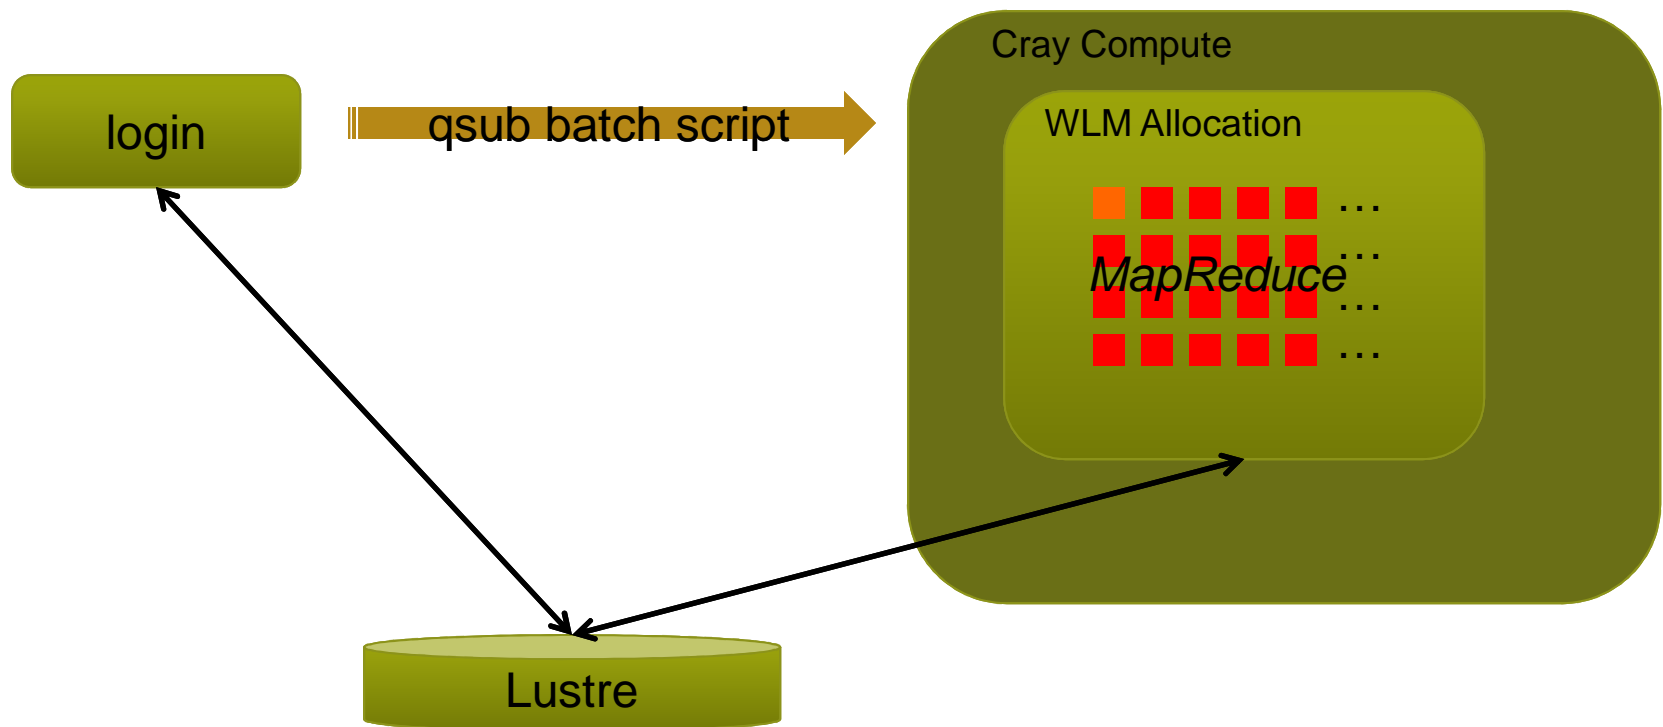 Cray Compute
login
qsub batch script
WLM Allocation
…
…
MapReduce
…
…
Lustre